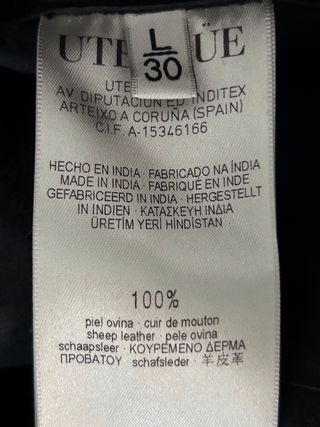 UTE ÜE
L
30
UTE
AV. DIPUTACION ED. INDITEX
ARTEIXO A CORUÑA (SPAIN)
C.I.F. A-15346166
HECHO EN INDIA · FABRICADO NA ÍNDIA
MADE IN INDIA · FABRIQUÉ EN INDE
GEFABRICEERD IN INDIA · HERGESTELLT
IN INDIEN · ΚΑΤΑΣΚΕΥΗ ΙΝΔΙΑ
ÜRETİM YERİ HİNDİSTAN
100%
piel ovina · cuir de mouton
sheep leather · pele ovina
schaapsleer · ΚΟΥΡΕΜΕΝΟ ΔΕΡΜΑ
ΠΡΟΒΑΤΟΥ · schafsleder · 羊皮革